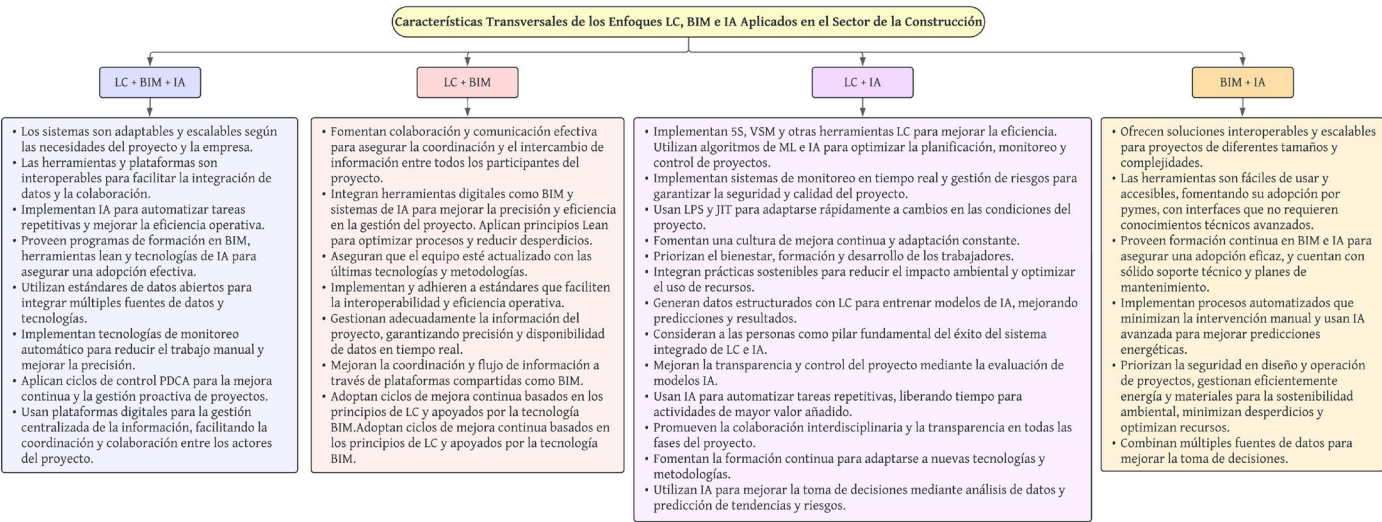 Características Transversales de los Enfoques LC, BIM e IA Aplicados en el Sector de la Construcción
LC + BIM + IA
• Los sistemas son adaptables y escalables según
las necesidades del proyecto y la empresa.
• Las herramientas y plataformas son
interoperables para facilitar la integración de
datos y la colaboración.
• Implementan IA para automatizar tareas
repetitivas y mejorar la eficiencia operativa.
• Proveen programas de formación en BIM,
herramientas lean y tecnologías de IA para
asegurar una adopción efectiva.
• Utilizan estándares de datos abiertos para
integrar múltiples fuentes de datos y
tecnologías.
• Implementan tecnologías de monitoreo
automático para reducir el trabajo manual y
mejorar la precisión.
• Aplican ciclos de control PDCA para la mejora
continua y la gestión proactiva de proyectos.
• Usan plataformas digitales para la gestión
centralizada de la información, facilitando la
coordinación y colaboración entre los actores
del proyecto.
LC + BIM
• Fomentan colaboración y comunicación efectiva
para asegurar la coordinación y el intercambio de
información entre todos los participantes del
proyecto.
• Integran herramientas digitales como BIM y
sistemas de IA para mejorar la precisión y eficiencia
en la gestión del proyecto. Aplican principios Lean
para optimizar procesos y reducir desperdicios.
• Aseguran que el equipo esté actualizado con las
últimas tecnologías y metodologías.
• Implementan y adhieren a estándares que faciliten
la interoperabilidad y eficiencia operativa.
• Gestionan adecuadamente la información del
proyecto, garantizando precisión y disponibilidad
de datos en tiempo real.
• Mejoran la coordinación y flujo de información a
través de plataformas compartidas como BIM.
• Adoptan ciclos de mejora continua basados en los
principios de LC y apoyados por la tecnología
BIM.Adoptan ciclos de mejora continua basados en
los principios de LC y apoyados por la tecnología
BIM.
LC + IA
• Implementan 5S, VSM y otras herramientas LC para mejorar la eficiencia.
Utilizan algoritmos de ML e IA para optimizar la planificación, monitoreo y
control de proyectos.
• Implementan sistemas de monitoreo en tiempo real y gestión de riesgos para
garantizar la seguridad y calidad del proyecto.
• Usan LPS y JIT para adaptarse rápidamente a cambios en las condiciones del
proyecto.
• Fomentan una cultura de mejora continua y adaptación constante.
• Priorizan el bienestar, formación y desarrollo de los trabajadores.
• Integran prácticas sostenibles para reducir el impacto ambiental y optimizar
el uso de recursos.
• Generan datos estructurados con LC para entrenar modelos de IA, mejorando
predicciones y resultados.
• Consideran a las personas como pilar fundamental del éxito del sistema
integrado de LC e IA.
• Mejoran la transparencia y control del proyecto mediante la evaluación de
modelos IA.
• Usan IA para automatizar tareas repetitivas, liberando tiempo para
actividades de mayor valor añadido.
• Promueven la colaboración interdisciplinaria y la transparencia en todas las
fases del proyecto.
• Fomentan la formación continua para adaptarse a nuevas tecnologías y
metodologías.
• Utilizan IA para mejorar la toma de decisiones mediante análisis de datos y
predicción de tendencias y riesgos.
BIM + IA
• Ofrecen soluciones interoperables y escalables
para proyectos de diferentes tamaños y
complejidades.
• Las herramientas son fáciles de usar y
accesibles, fomentando su adopción por
pymes, con interfaces que no requieren
conocimientos técnicos avanzados.
• Proveen formación continua en BIM e IA para
asegurar una adopción eficaz, y cuentan con
sólido soporte técnico y planes de
mantenimiento.
• Implementan procesos automatizados que
minimizan la intervención manual y usan IA
avanzada para mejorar predicciones
energéticas.
• Priorizan la seguridad en diseño y operación
de proyectos, gestionan eficientemente
energía y materiales para la sostenibilidad
ambiental, minimizan desperdicios y
optimizan recursos.
• Combinan múltiples fuentes de datos para
mejorar la toma de decisiones.